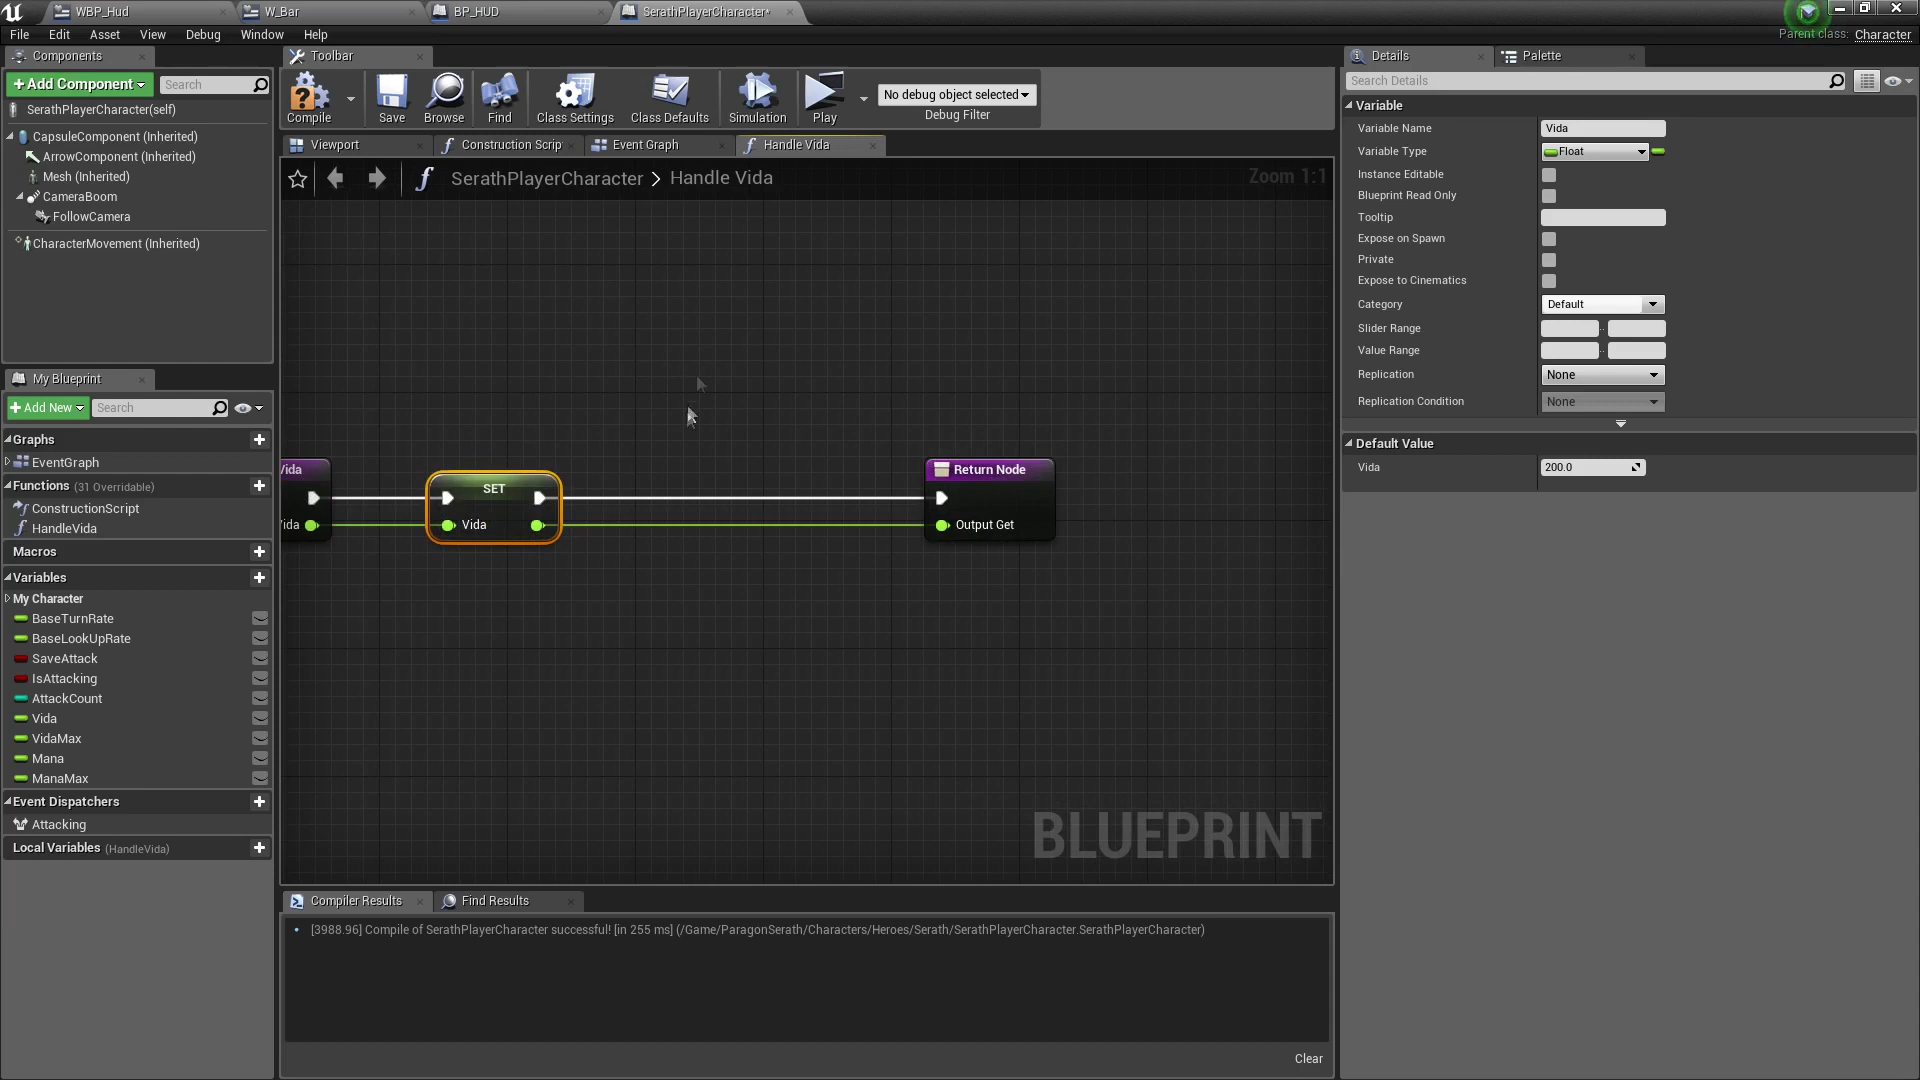 WBP_Hud
W_Bar
BP_HUD
SerathPlayerCharacter*
File Edit Asset View Debug Window Help
Parent class: Character
Components
+ Add Component
Search
SerathPlayerCharacter(self)
CapsuleComponent (Inherited)
ArrowComponent (Inherited)
Mesh (Inherited)
CameraBoom
FollowCamera
CharacterMovement (Inherited)
My Blueprint
+ Add New
Search
Graphs
EventGraph
Functions (31 Overridable)
ConstructionScript
HandleVida
Macros
Variables
My Character
BaseTurnRate
BaseLookUpRate
SaveAttack
IsAttacking
AttackCount
Vida
VidaMax
Mana
ManaMax
Event Dispatchers
Attacking
Local Variables (HandleVida)
Toolbar
Compile
Save
Browse
Find
Class Settings
Class Defaults
Simulation
Play
No debug object selected
Debug Filter
Viewport
Construction Scrip
Event Graph
Handle Vida
SerathPlayerCharacter > Handle Vida
Zoom 1:1
Vida
Vida
SET
Vida
Return Node
Output Get
BLUEPRINT
Compiler Results
Find Results
[3988.96] Compile of SerathPlayerCharacter successful! [in 255 ms] (/Game/ParagonSerath/Characters/Heroes/Serath/SerathPlayerCharacter.SerathPlayerCharacter)
Clear
Details
Palette
Search Details
Variable
Variable Name Vida
Variable Type Float
Instance Editable
Blueprint Read Only
Tooltip
Expose on Spawn
Private
Expose to Cinematics
Category Default
Slider Range
Value Range
Replication None
Replication Condition None
Default Value
Vida 200.0